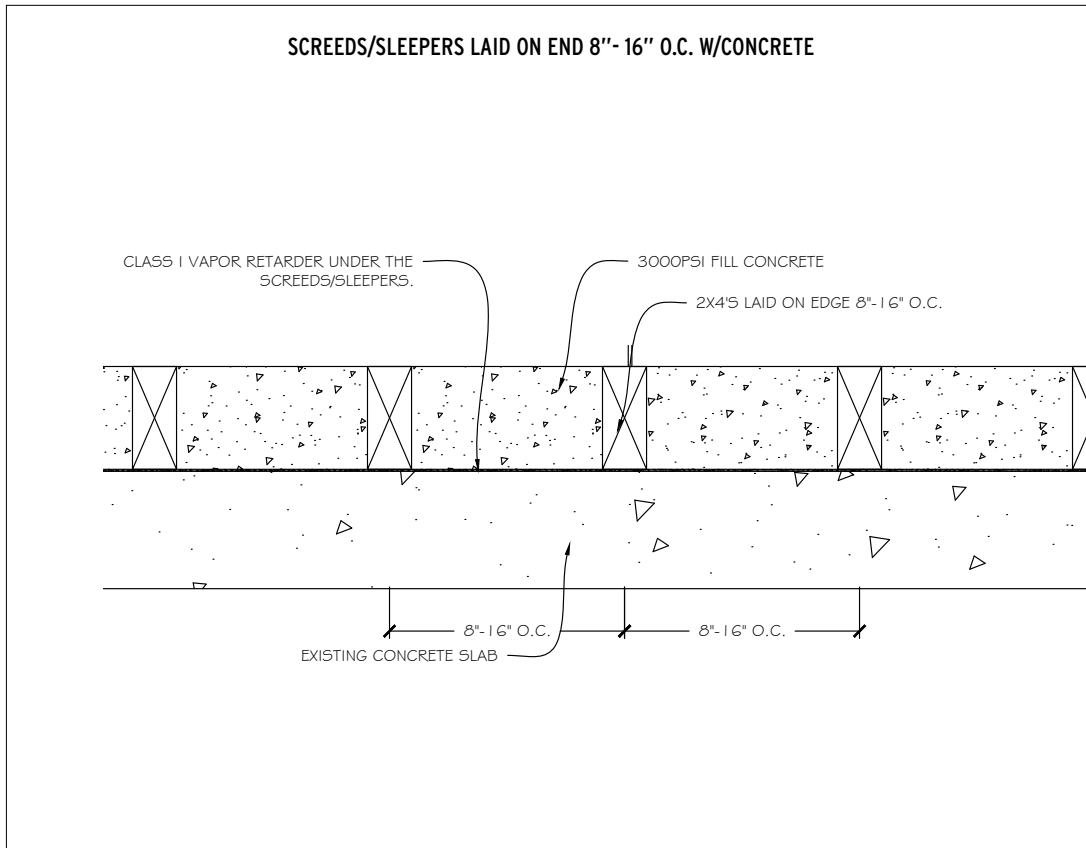 SCREEDS/SLEEPERS LAID ON END 8"- 16" O.C. W/CONCRETE
CLASS I VAPOR RETARDER UNDER THE
SCREEDS/SLEEPERS.
3000PSI FILL CONCRETE
2X4'S LAID ON EDGE 8"-16" O.C.
8"-16" O.C.
8"-16" O.C.
EXISTING CONCRETE SLAB